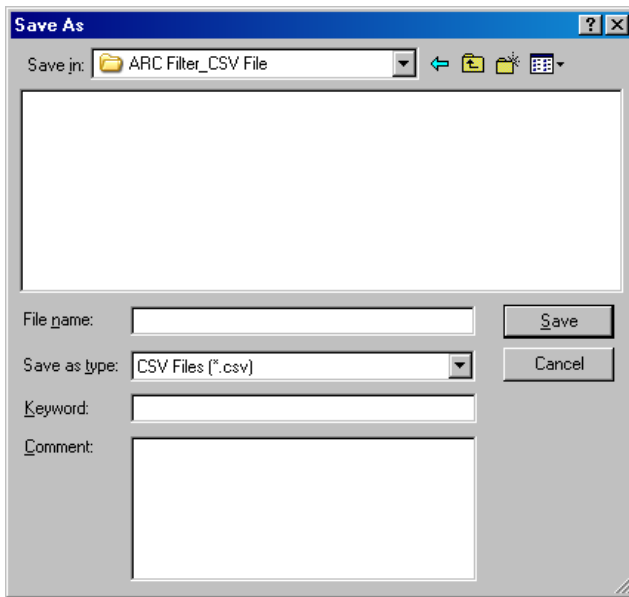 Save As
Save in: ARC Filter_CSV File
File name:
Save
Save as type: CSV Files (*.csv)
Cancel
Keyword:
Comment: